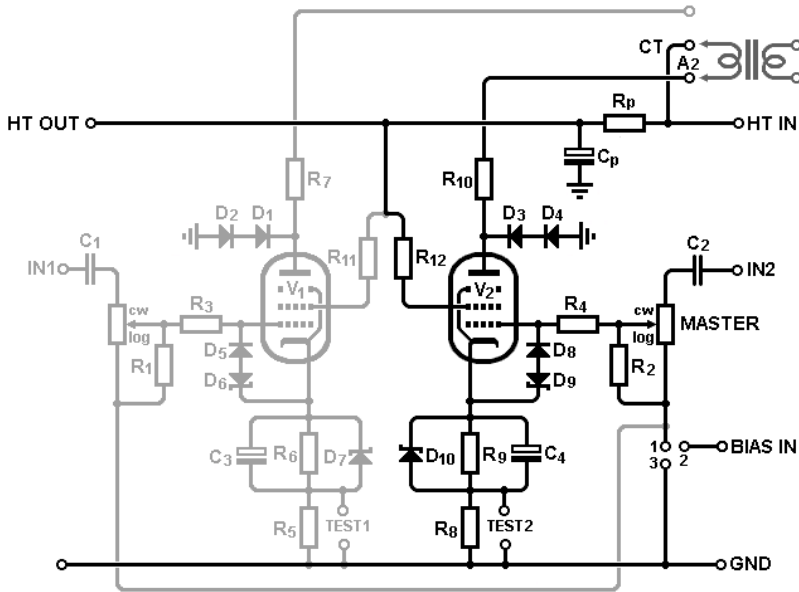 CT
A2
HT OUT
Rp
HT IN
Cp
R7
R10
D2 D1
D3 D4
C1
R11
R12
C2
IN1
V1
V2
IN2
R3
R4
cw
log
cw
log
MASTER
D5
D8
R1
R2
D6
D9
C3 R6 D7
D10 R9 C4
1
2
3
BIAS IN
R5
TEST1
R8
TEST2
GND